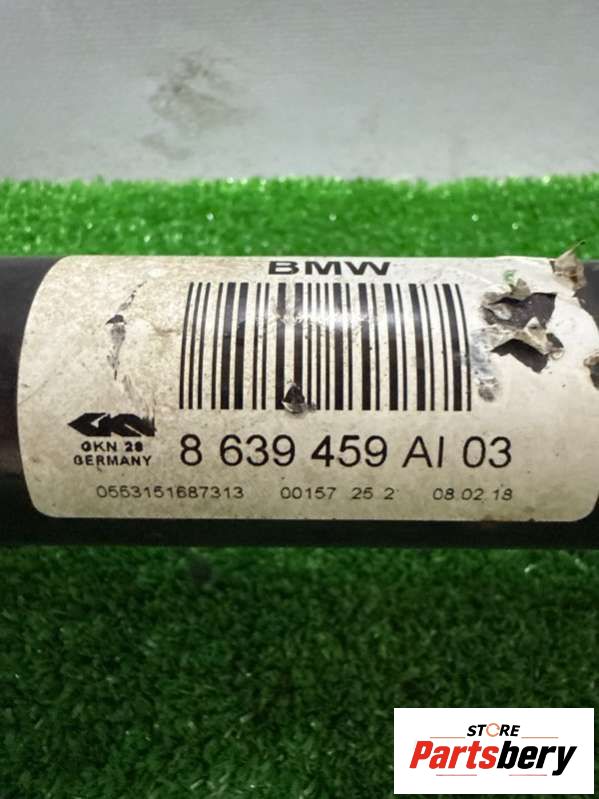 BMW
GKN 28
GERMANY
8 639 459 AI 03
0553151687313 00157 25 2 08.02.18
STORE
Partsbery